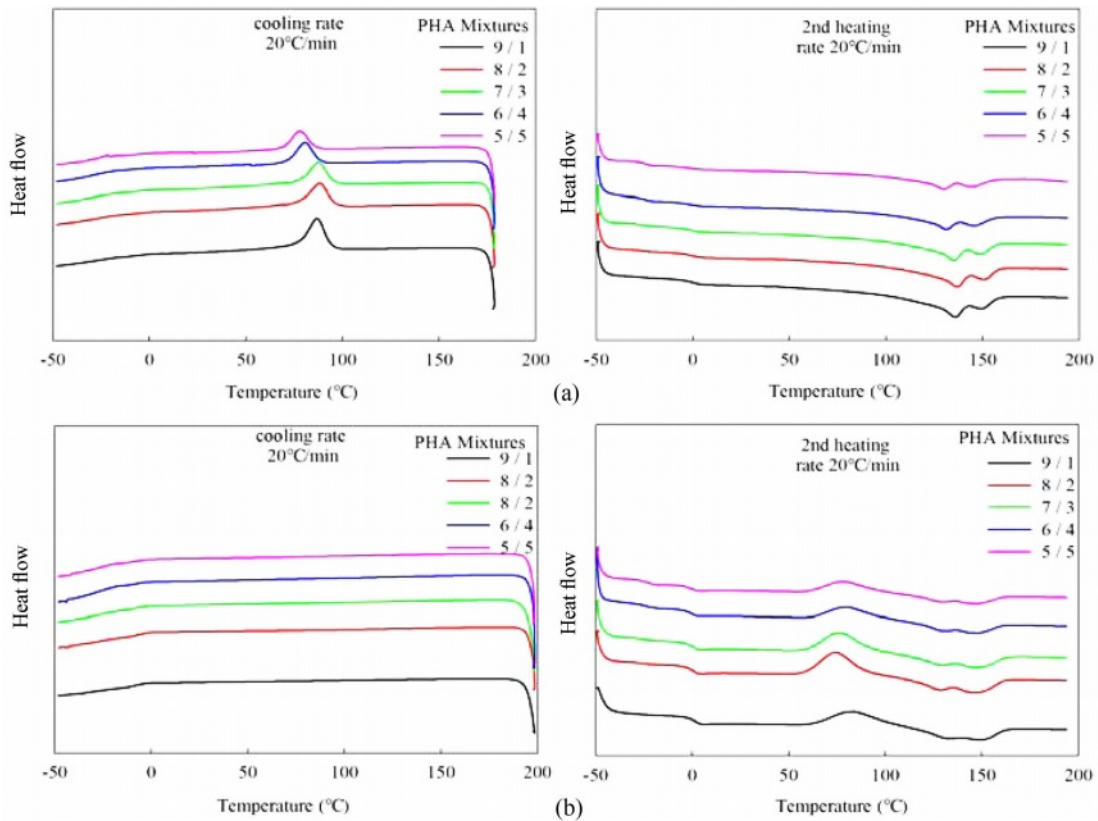 (a)
cooling rate
20°C/min
PHA Mixtures
9 / 1
8 / 2
7 / 3
6 / 4
5 / 5
Heat flow
-50 0 50 100 150 200
Temperature (°C)
2nd heating
rate 20°C/min
PHA Mixtures
9 / 1
8 / 2
7 / 3
6 / 4
5 / 5
Heat flow
-50 0 50 100 150 200
Temperature (°C)
(a)
cooling rate
20°C/min
PHA Mixtures
9 / 1
8 / 2
8 / 2
6 / 4
5 / 5
Heat flow
-50 0 50 100 150 200
Temperature (°C)
2nd heating
rate 20°C/min
PHA Mixtures
9 / 1
8 / 2
7 / 3
6 / 4
5 / 5
Heat flow
-50 0 50 100 150 200
Temperature (°C)
(b)